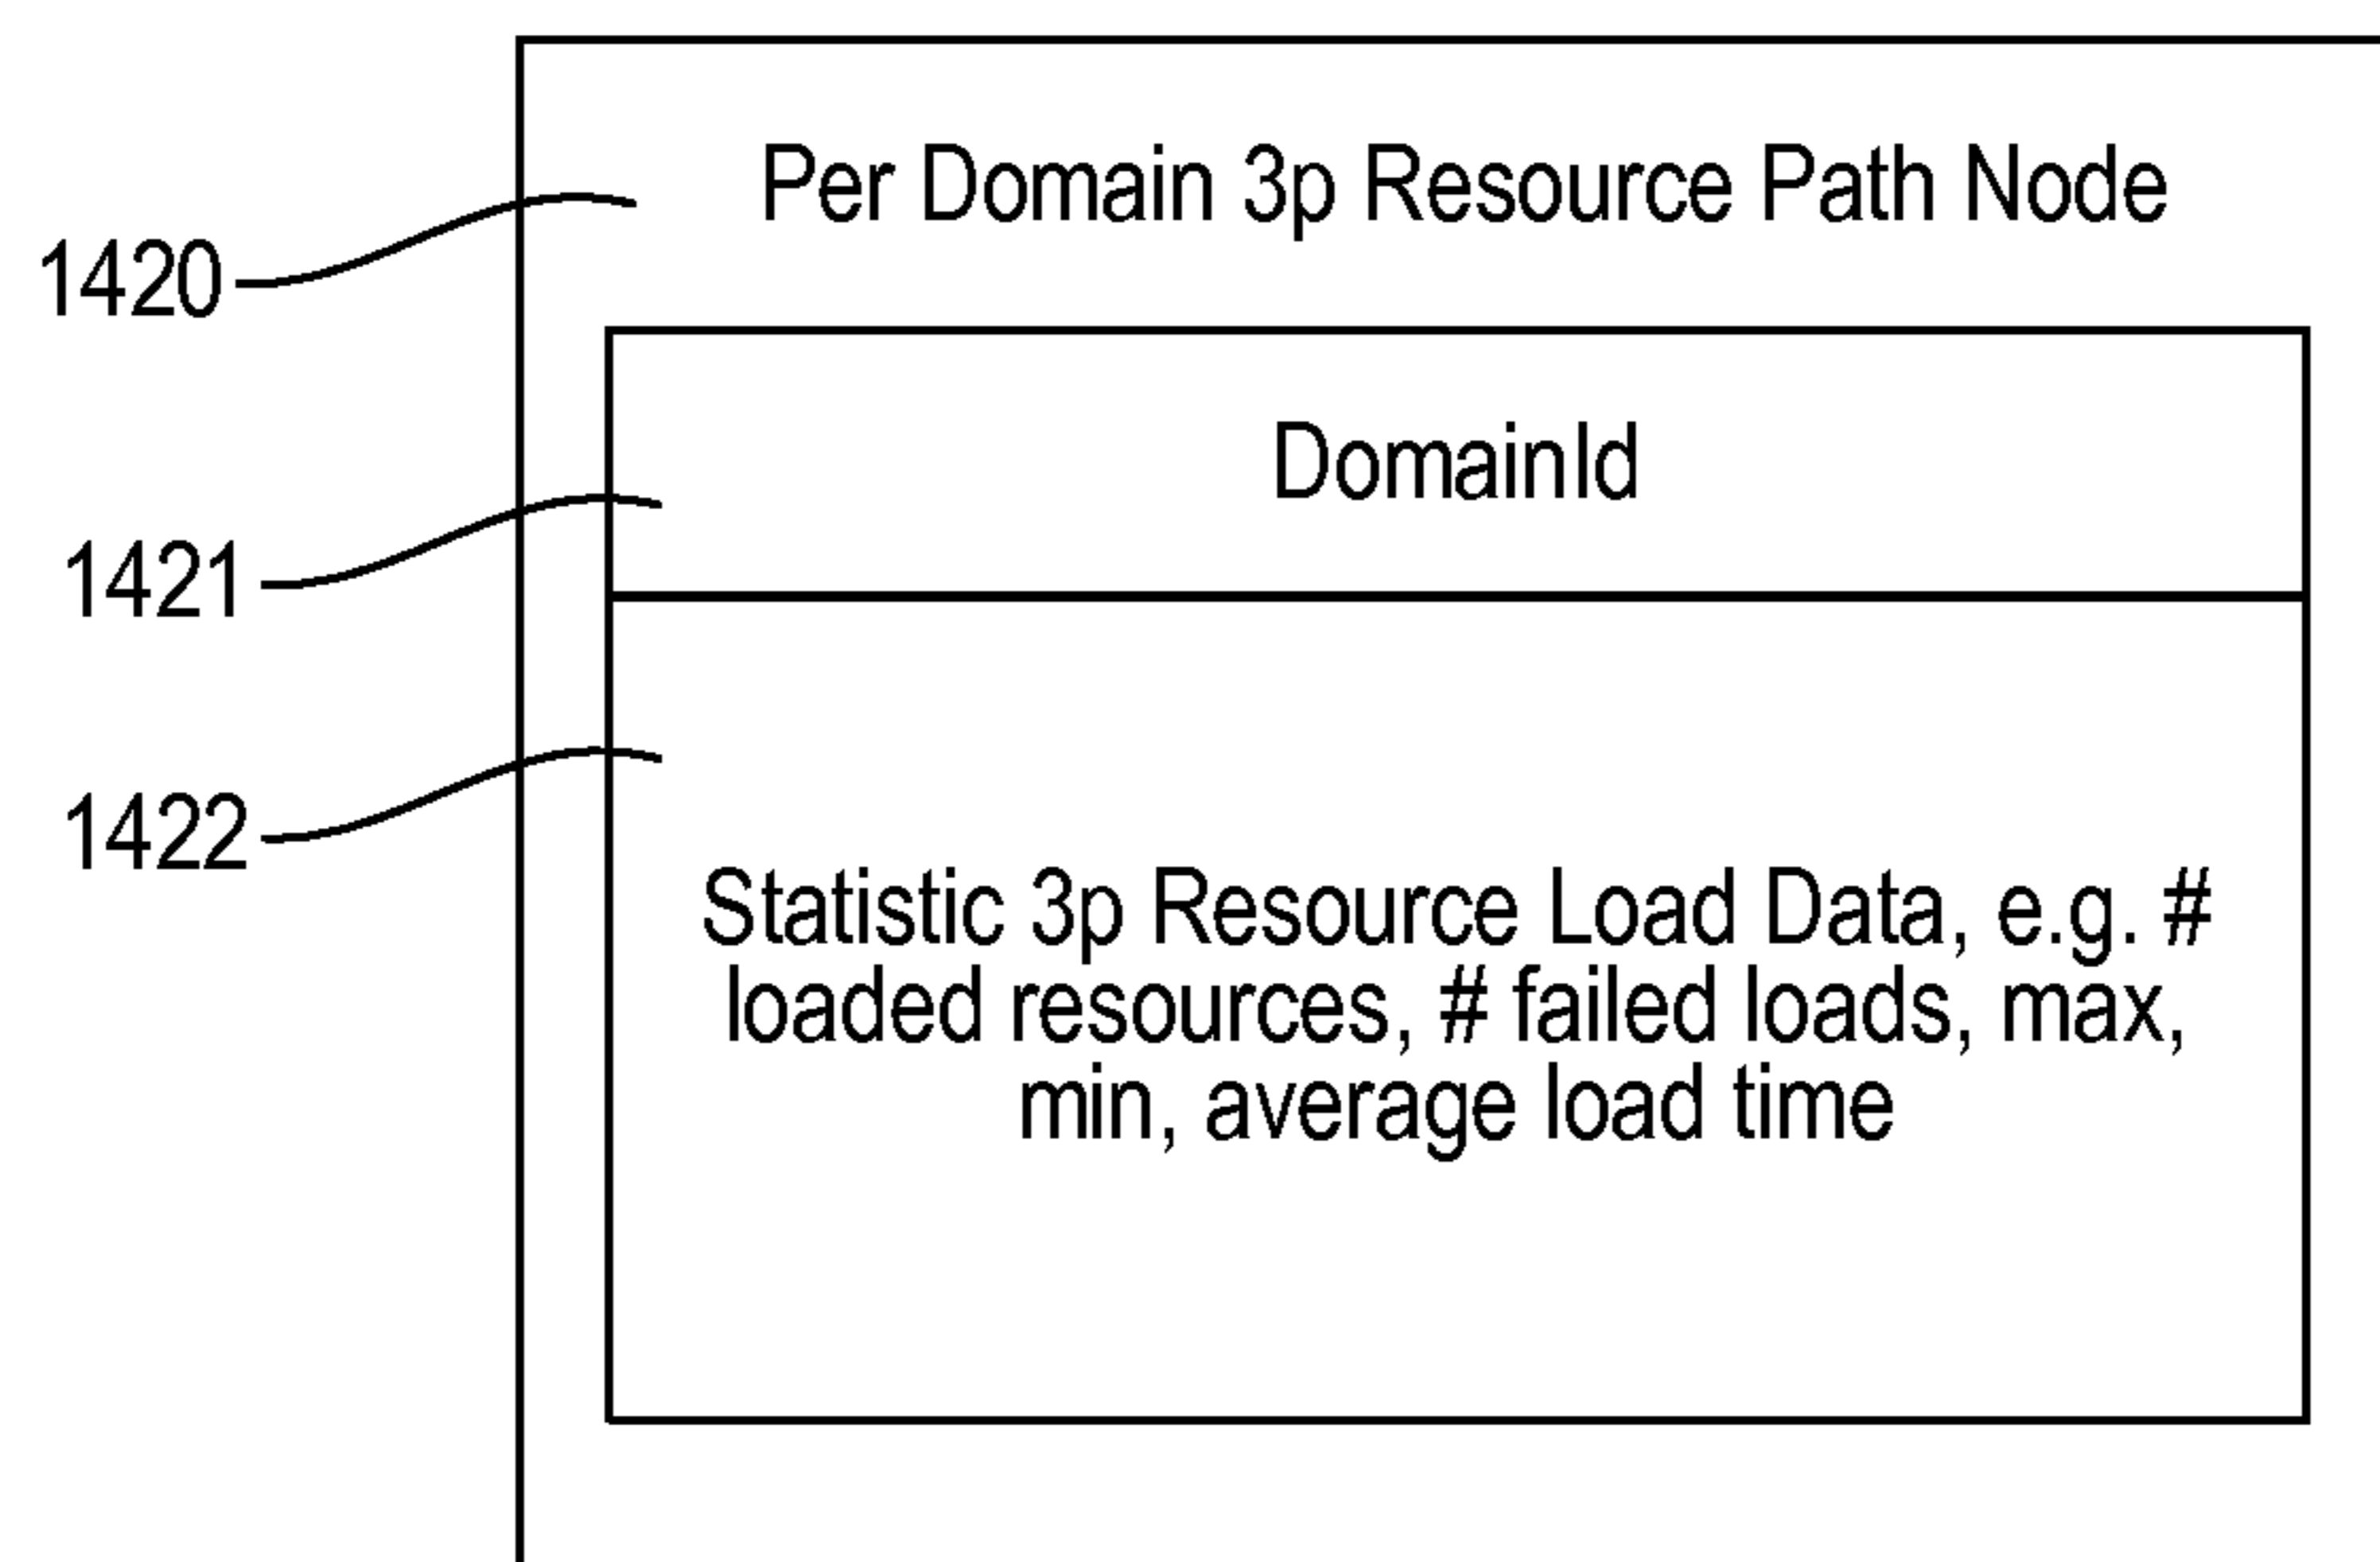 Per Domain 3p Resource Path Node
1420
DomainId
1421
1422
Statistic 3p Resource Load Data, e.g. #
loaded resources, # failed loads, max,
min, average load time